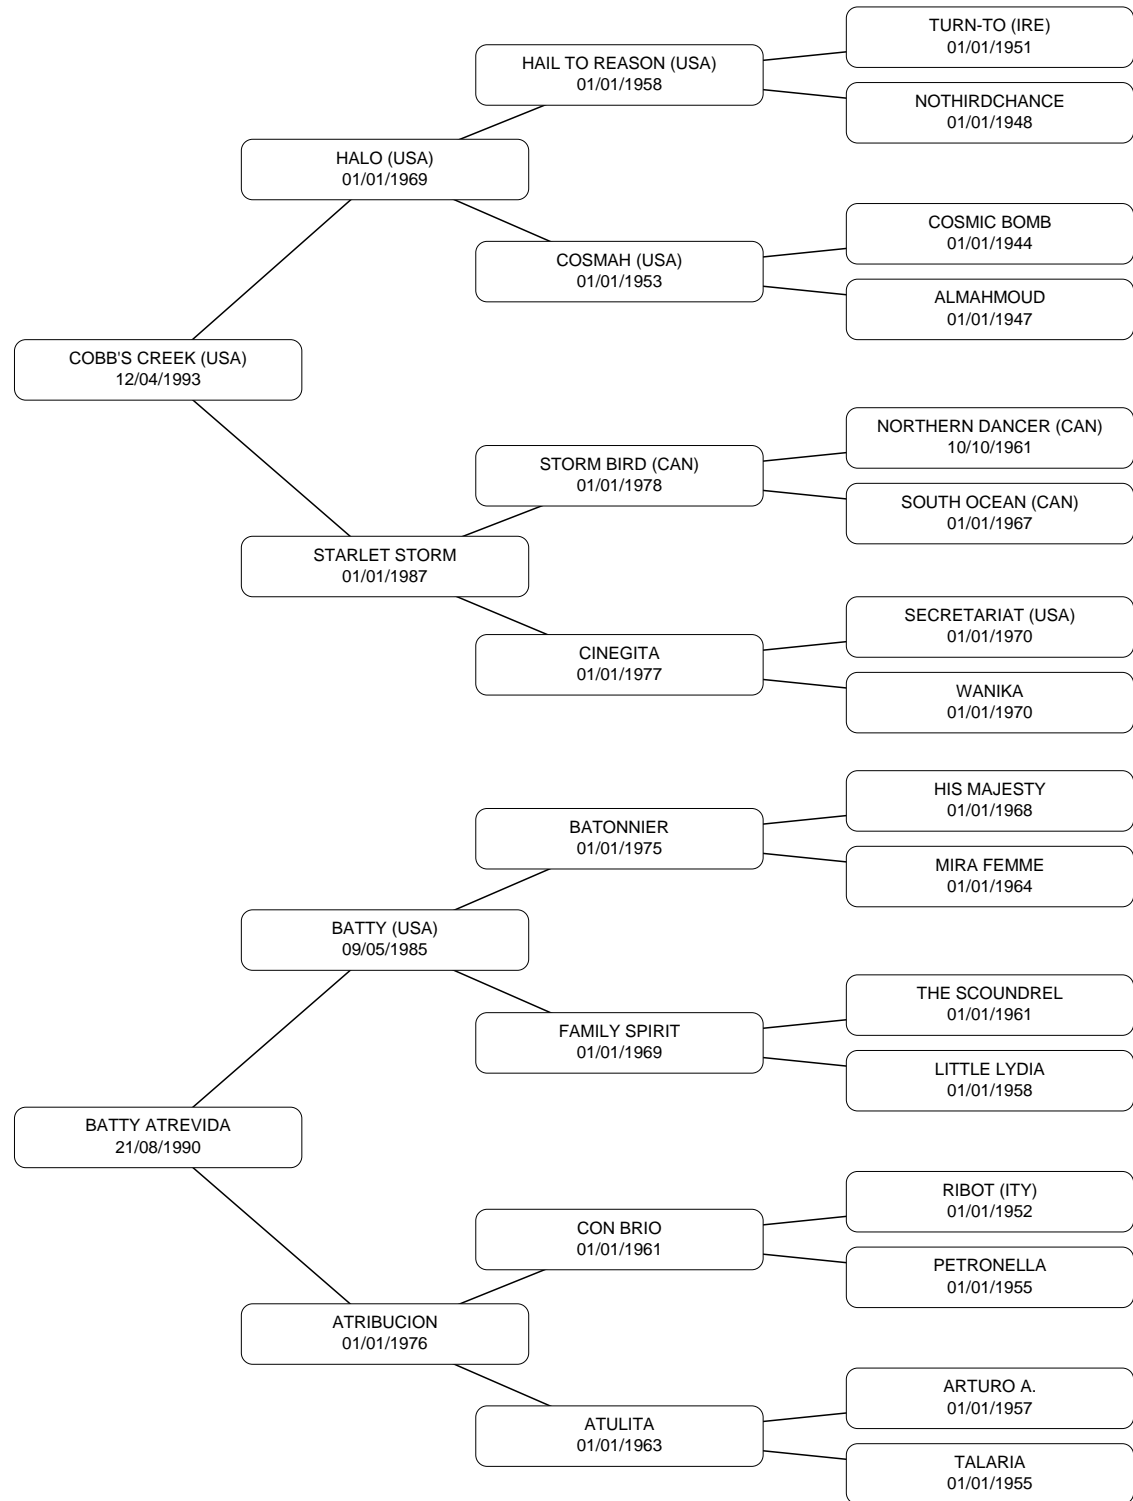 TURN-TO (IRE)
01/01/1951
HAIL TO REASON (USA)
01/01/1958
NOTHIRDCHANCE
01/01/1948
HALO (USA)
01/01/1969
COSMIC BOMB
01/01/1944
COSMAH (USA)
01/01/1953
ALMAHMOUD
01/01/1947
COBB'S CREEK (USA)
12/04/1993
NORTHERN DANCER (CAN)
10/10/1961
STORM BIRD (CAN)
01/01/1978
SOUTH OCEAN (CAN)
01/01/1967
STARLET STORM
01/01/1987
SECRETARIAT (USA)
01/01/1970
CINEGITA
01/01/1977
WANIKA
01/01/1970
HIS MAJESTY
01/01/1968
BATONNIER
01/01/1975
MIRA FEMME
01/01/1964
BATTY (USA)
09/05/1985
THE SCOUNDREL
01/01/1961
FAMILY SPIRIT
01/01/1969
LITTLE LYDIA
01/01/1958
BATTY ATREVIDA
21/08/1990
RIBOT (ITY)
01/01/1952
CON BRIO
01/01/1961
PETRONELLA
01/01/1955
ATRIBUCION
01/01/1976
ARTURO A.
01/01/1957
ATULITA
01/01/1963
TALARIA
01/01/1955